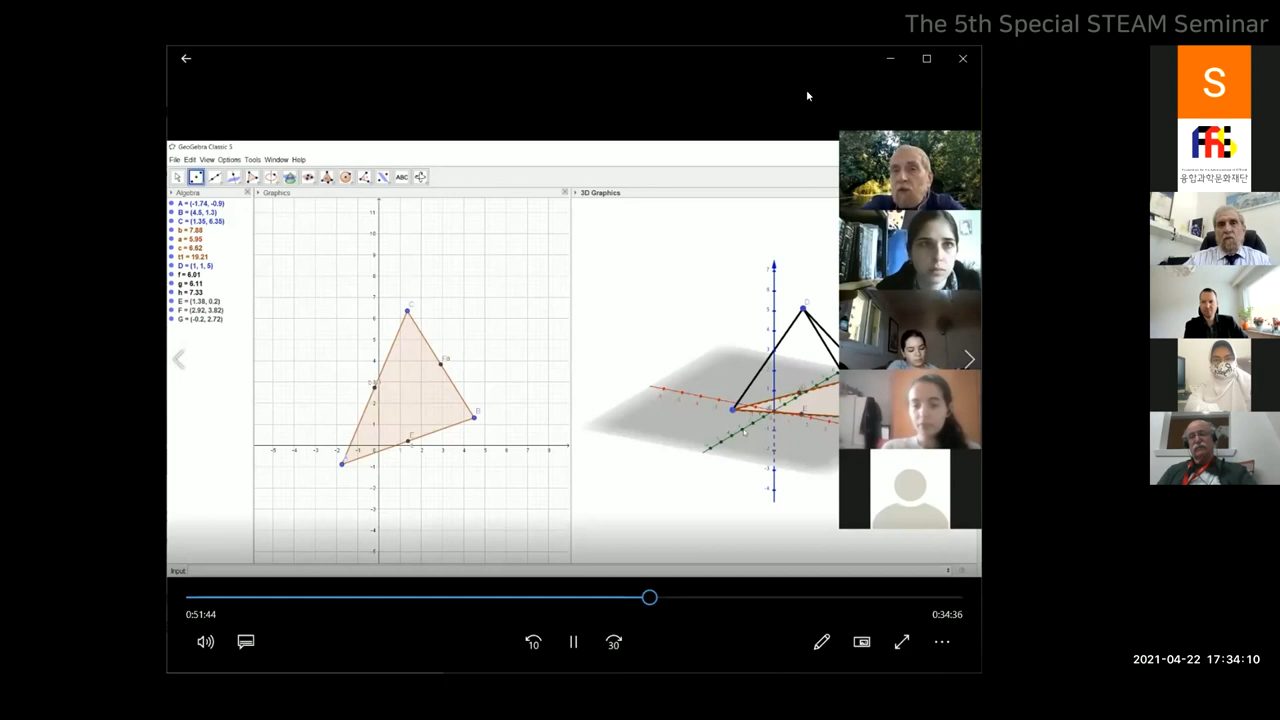 The 5th Special STEAM Seminar
S
융합과학문화재단
GeoGebra Classic 5
File Edit View Options Tools Window Help
ABC
Algebra
Graphics
3D Graphics
A = (-1.74, -0.9)
B = (4.5, 1.3)
C = (1.35, 6.35)
b = 7.88
a = 5.95
c = 6.62
t1 = 19.21
D = (1, 1, 5)
f = 6.01
g = 6.11
h = 7.33
E = (1.38, 0.2)
F = (2.92, 3.82)
G = (-0.2, 2.72)
C
B
D
E
Input
0:51:44
0:34:36
10
30
2021-04-22 17:34:10